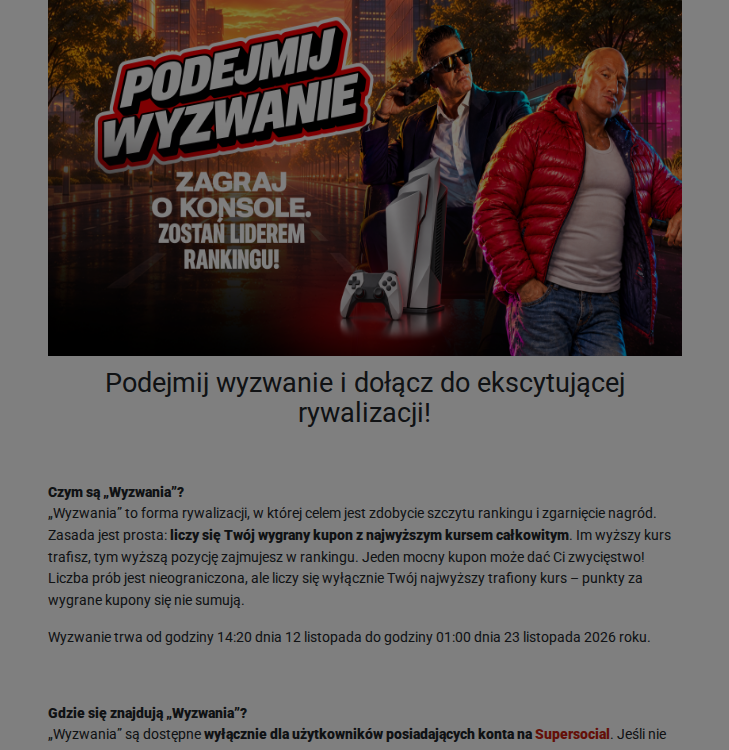 PODEJMIJ
WYZWANIE
ZAGRAJ
O KONSOLE.
ZOSTAŃ LIDEREM
RANKINGU!
Podejmij wyzwanie i dołącz do ekscytującej
rywalizacji!
Czym są „Wyzwania”?
„Wyzwania” to forma rywalizacji, w której celem jest zdobycie szczytu rankingu i zgarnięcie nagród.
Zasada jest prosta: liczy się Twój wygrany kupon z najwyższym kursem całkowitym. Im wyższy kurs
trafisz, tym wyższą pozycję zajmujesz w rankingu. Jeden mocny kupon może dać Ci zwycięstwo!
Liczba prób jest nieograniczona, ale liczy się wyłącznie Twój najwyższy trafiony kurs – punkty za
wygrane kupony się nie sumują.
Wyzwanie trwa od godziny 14:20 dnia 12 listopada do godziny 01:00 dnia 23 listopada 2026 roku.
Gdzie się znajdują „Wyzwania”?
„Wyzwania” są dostępne wyłącznie dla użytkowników posiadających konta na Supersocial. Jeśli nie